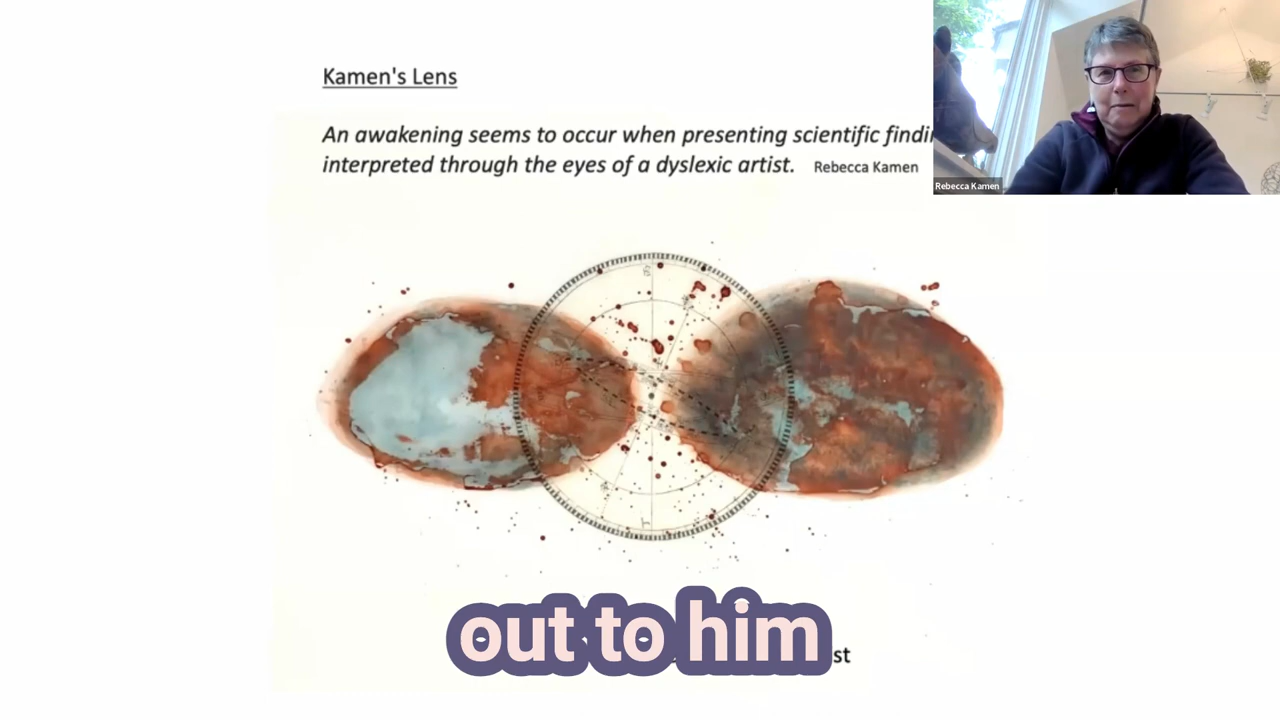 Kamen's Lens
An awakening seems to occur when presenting scientific
interpreted through the eyes of a dyslexic artist. Rebecca Kamen
Rebecca Kamen
out to him